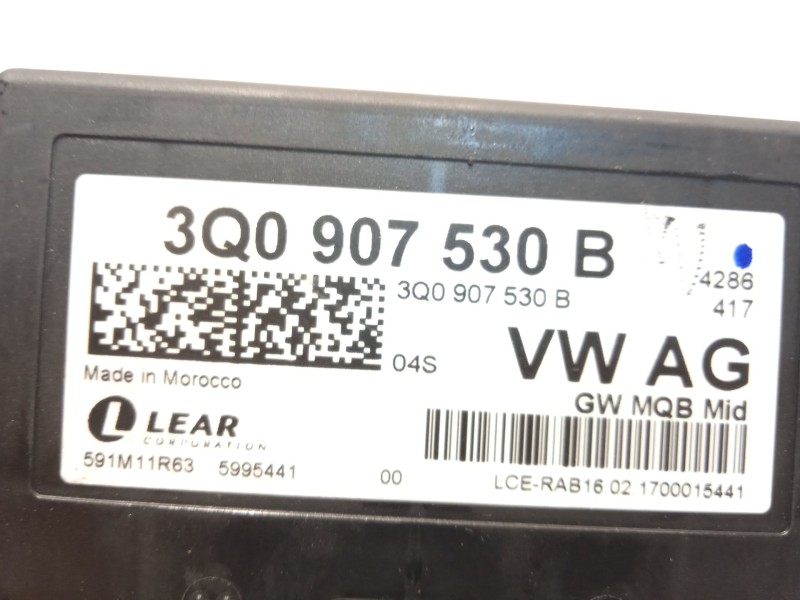 3Q0 907 530 B
3Q0 907 530 B
4286
417
04S
VW AG
GW MQB Mid
Made in Morocco
LEAR
CORPORATION
591M11R63 5995441 00
LCE-RAB16.02.1700015441